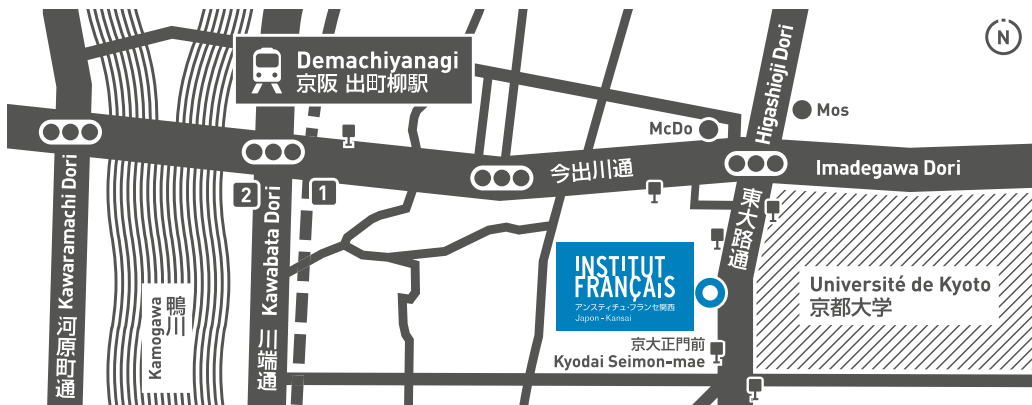 N
Demachiyanagi
京阪 出町柳駅
Higashioji Dori
Mos
McDo
今出川通
Imadegawa Dori
2
1
河原町通 Kawaramachi Dori
Kamogawa
鴨川
川端通 Kawabata Dori
東大路通
INSTITUT
FRANÇAIS
アンスティチュ・フランセ関西
Japon - Kansai
Université de Kyoto
京都大学
京大正門前
Kyodai Seimon-mae